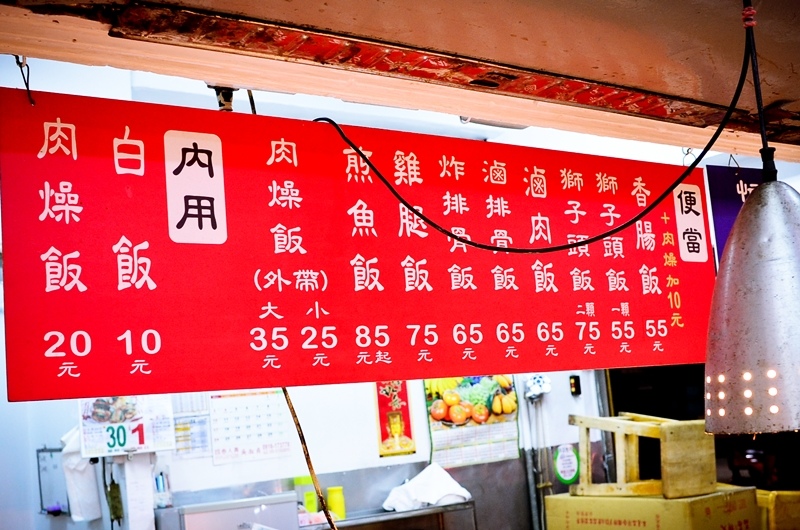 便當
＋肉燥加10元
香腸飯 55元
獅子頭飯 一顆 55元
獅子頭飯 二顆 75元
滷肉飯 65元
滷排骨飯 65元
炸排骨飯 65元
雞腿飯 75元
煎魚飯 85元起
肉燥飯(外帶) 大35元 小25元
內用
白飯 10元
肉燥飯 20元
30 1